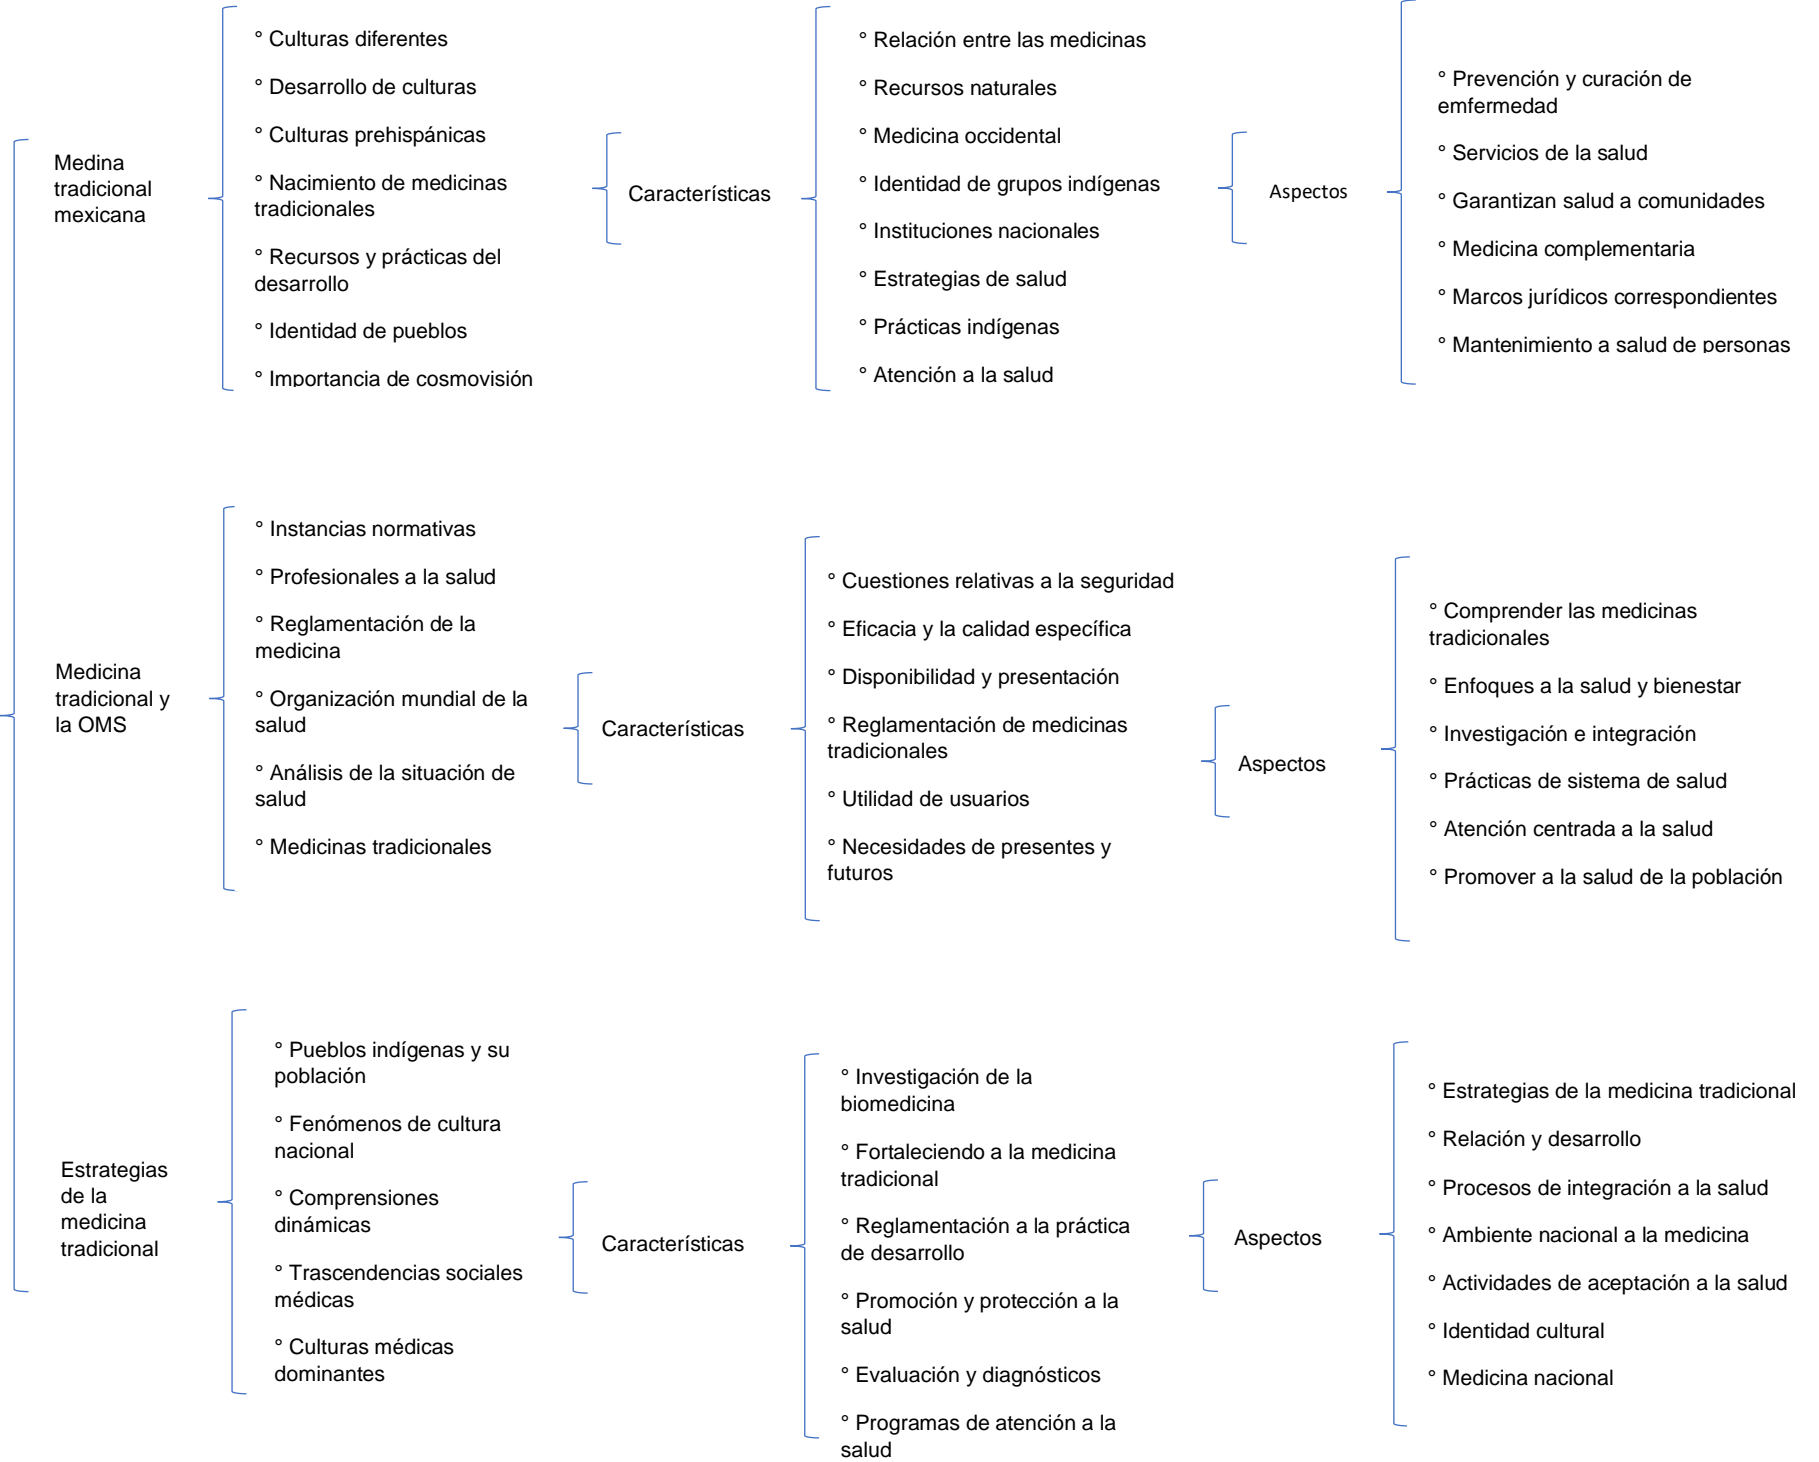 Medina
tradicional
mexicana
° Culturas diferentes
° Desarrollo de culturas
° Culturas prehispánicas
° Nacimiento de medicinas
tradicionales
° Recursos y prácticas del
desarrollo
° Identidad de pueblos
° Importancia de cosmovisión
Característicías
° Relación entre las medicinas
° Recursos naturales
° Medicina occidental
° Identidad de grupos indígenas
° Instituciones nacionales
° Estrategias de salud
° Prácticas indígenas
° Atención a la salud
Aspectos
° Prevención y curación de
emfermedad
° Servicios de la salud
° Garantizan salud a comunidades
° Medicina complementaria
° Marcos jurídicos correspondientes
° Mantenimiento a salud de personas
Medicina
tradicional y
la OMS
° Instancias normativas
° Profesionales a la salud
° Reglamentación de la
medicina
° Organización mundial de la
salud
° Análisis de la situación de
salud
° Medicinas tradicionales
Característicías
° Cuestiones relativas a la seguridad
° Eficacia y la calidad específica
° Disponibilidad y presentación
° Reglamentación de medicinas
tradicionales
° Utilidad de usuarios
° Necesidades de presentes y
futuros
Aspectos
° Comprender las medicinas
tradicionales
° Enfoques a la salud y bienestar
° Investigación e integración
° Prácticas de sistema de salud
° Atención centrada a la salud
° Promover a la salud de la población
Estrategias
de la
medicina
tradicional
° Pueblos indígenas y su
población
° Fenómenos de cultura
nacional
° Comprensiones
dinámicas
° Trascendencias sociales
médicas
° Culturas médicas
dominantes
Característicías
° Investigación de la
biomedicina
° Fortaleciendo a la medicina
tradicional
° Reglamentación a la práctica
de desarrollo
° Promoción y protección a la
salud
° Evaluación y diagnósticos
° Programas de atención a la
salud
Aspectos
° Estrategias de la medicina tradicional
° Relación y desarrollo
° Procesos de integración a la salud
° Ambiente nacional a la medicina
° Actividades de aceptación a la salud
° Identidad cultural
° Medicina nacional